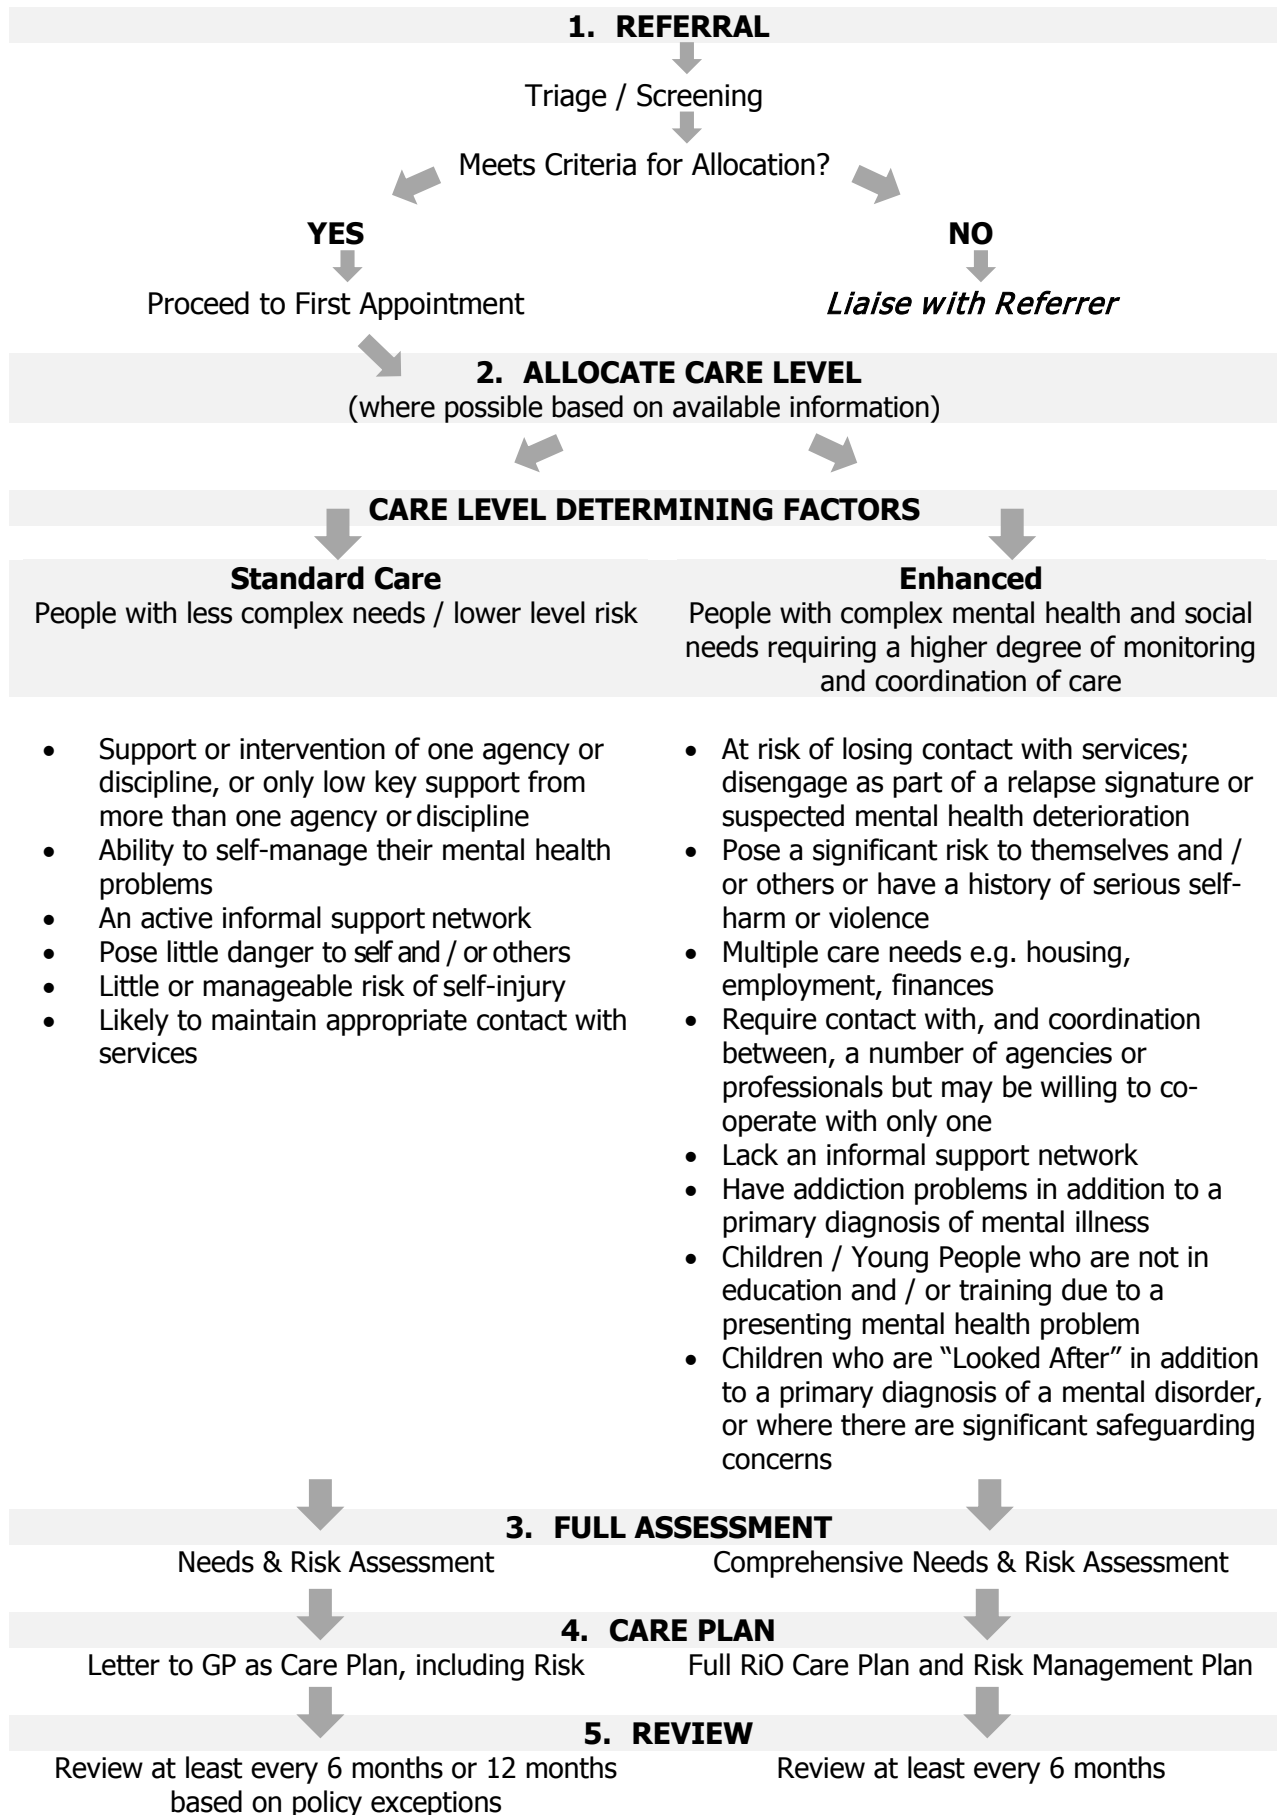 1. REFERRAL
Triage / Screening
Meets Criteria for Allocation?
YES
NO
Proceed to First Appointment
Liaise with Referrer
2. ALLOCATE CARE LEVEL
(where possible based on available information)
CARE LEVEL DETERMINING FACTORS
Standard Care
People with less complex needs / lower level risk
Enhanced
People with complex mental health and social
needs requiring a higher degree of monitoring
and coordination of care
• Support or intervention of one agency or
discipline, or only low key support from
more than one agency or discipline
• Ability to self-manage their mental health
problems
• An active informal support network
• Pose little danger to self and / or others
• Little or manageable risk of self-injury
• Likely to maintain appropriate contact with
services
• At risk of losing contact with services;
disengage as part of a relapse signature or
suspected mental health deterioration
• Pose a significant risk to themselves and /
or others or have a history of serious self-
harm or violence
• Multiple care needs e.g. housing,
employment, finances
• Require contact with, and coordination
between, a number of agencies or
professionals but may be willing to co-
operate with only one
• Lack an informal support network
• Have addiction problems in addition to a
primary diagnosis of mental illness
• Children / Young People who are not in
education and / or training due to a
presenting mental health problem
• Children who are “Looked After” in addition
to a primary diagnosis of a mental disorder,
or where there are significant safeguarding
concerns
3. FULL ASSESSMENT
Needs & Risk Assessment
Comprehensive Needs & Risk Assessment
4. CARE PLAN
Letter to GP as Care Plan, including Risk
Full RiO Care Plan and Risk Management Plan
5. REVIEW
Review at least every 6 months or 12 months
based on policy exceptions
Review at least every 6 months